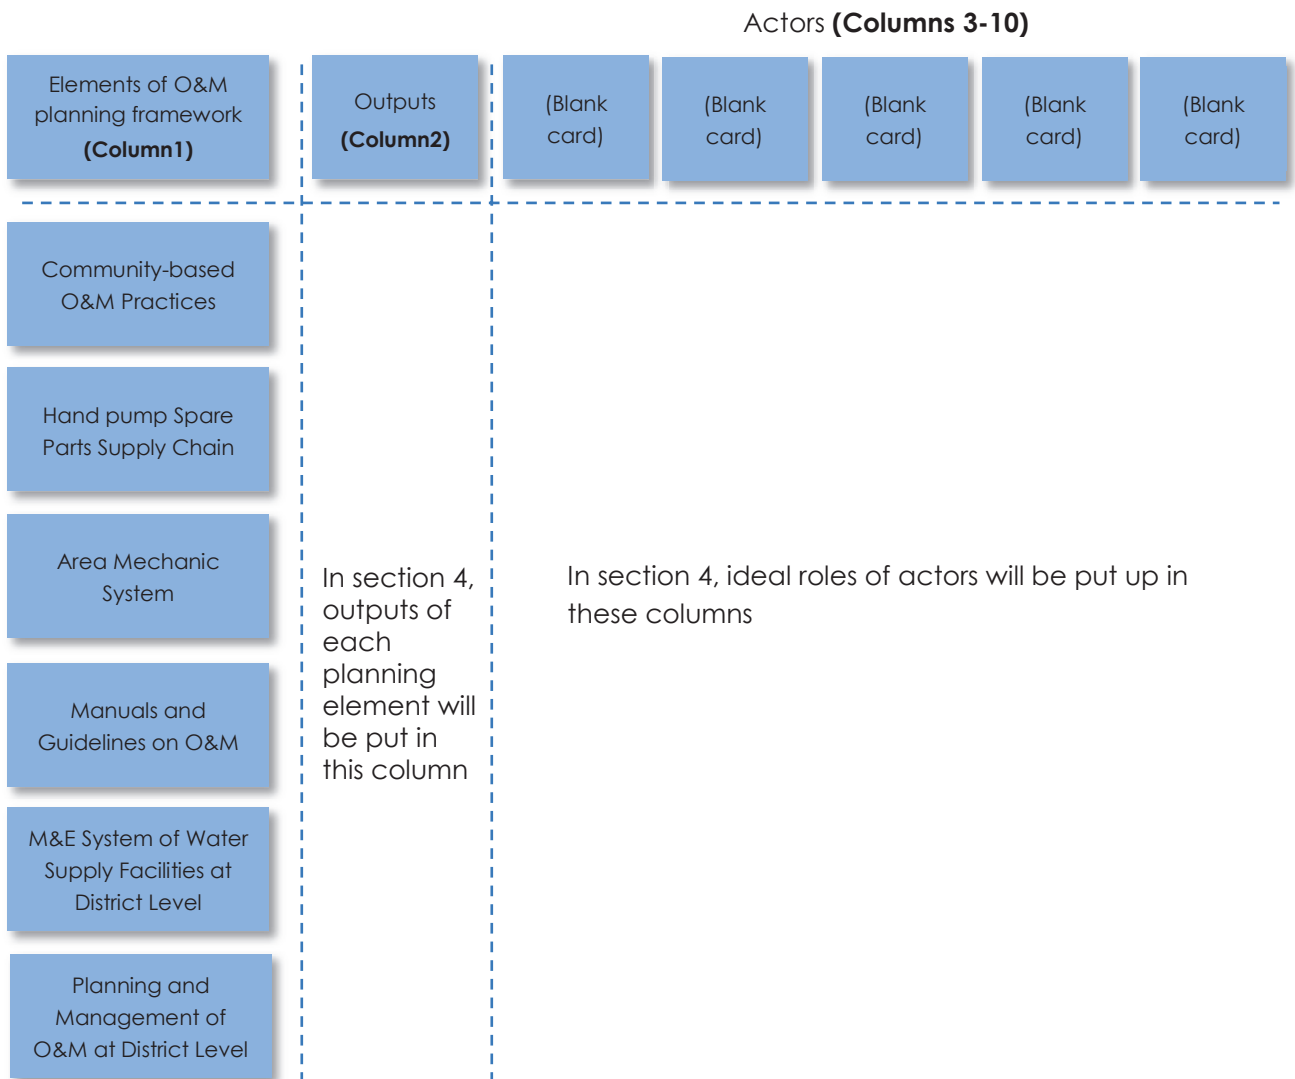 Actors (Columns 3-10)
Elements of O&M
planning framework
(Column1)
Outputs
(Column2)
(Blank
card)
(Blank
card)
(Blank
card)
(Blank
card)
(Blank
card)
Community-based
O&M Practices
Hand pump Spare
Parts Supply Chain
Area Mechanic
System
Manuals and
Guidelines on O&M
M&E System of Water
Supply Facilities at
District Level
Planning and
Management of
O&M at District Level
In section 4,
outputs of
each
planning
element will
be put in
this column
In section 4, ideal roles of actors will be put up in
these columns